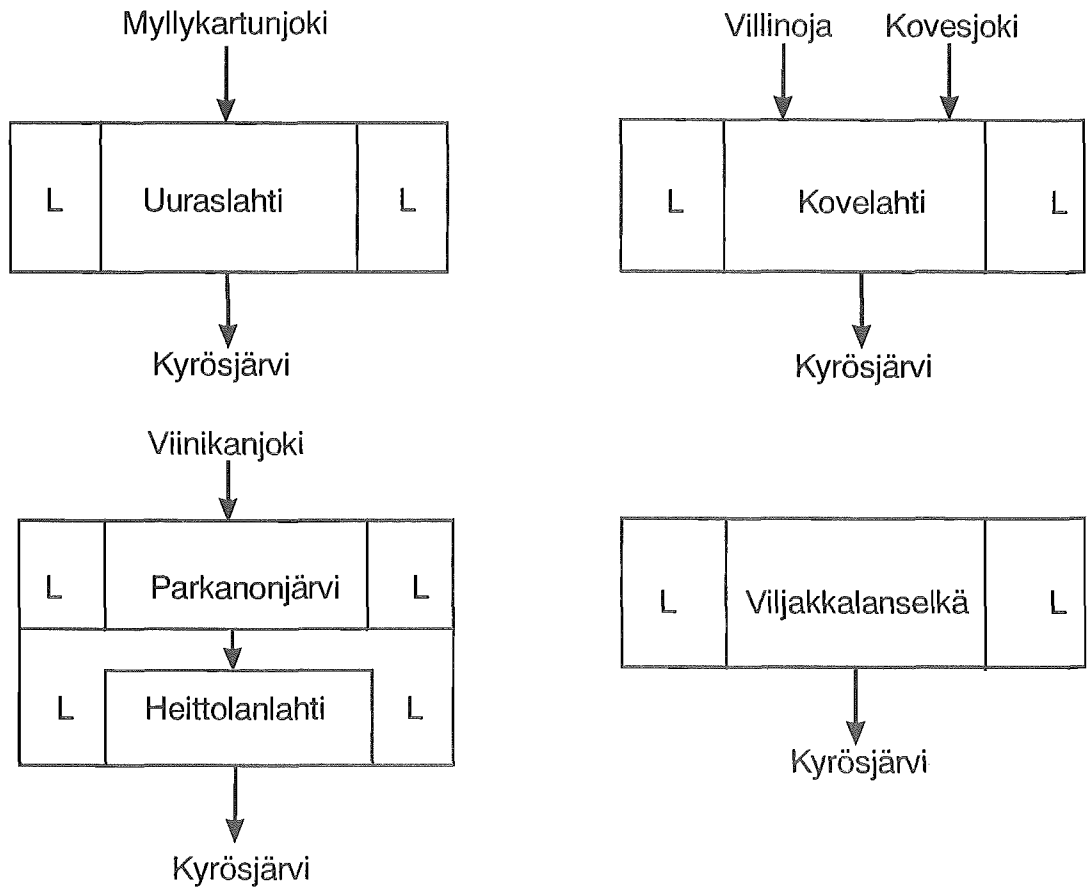 Myllykartunjoki
L Uuraslahti L
Kyrösjärvi
Villinoja Kovesjoki
L Kovelahti L
Kyrösjärvi
Viinikanjoki
L Parkanonjärvi L
L Heittolanlahti L
Kyrösjärvi
L Viljakkalanselkä L
Kyrösjärvi